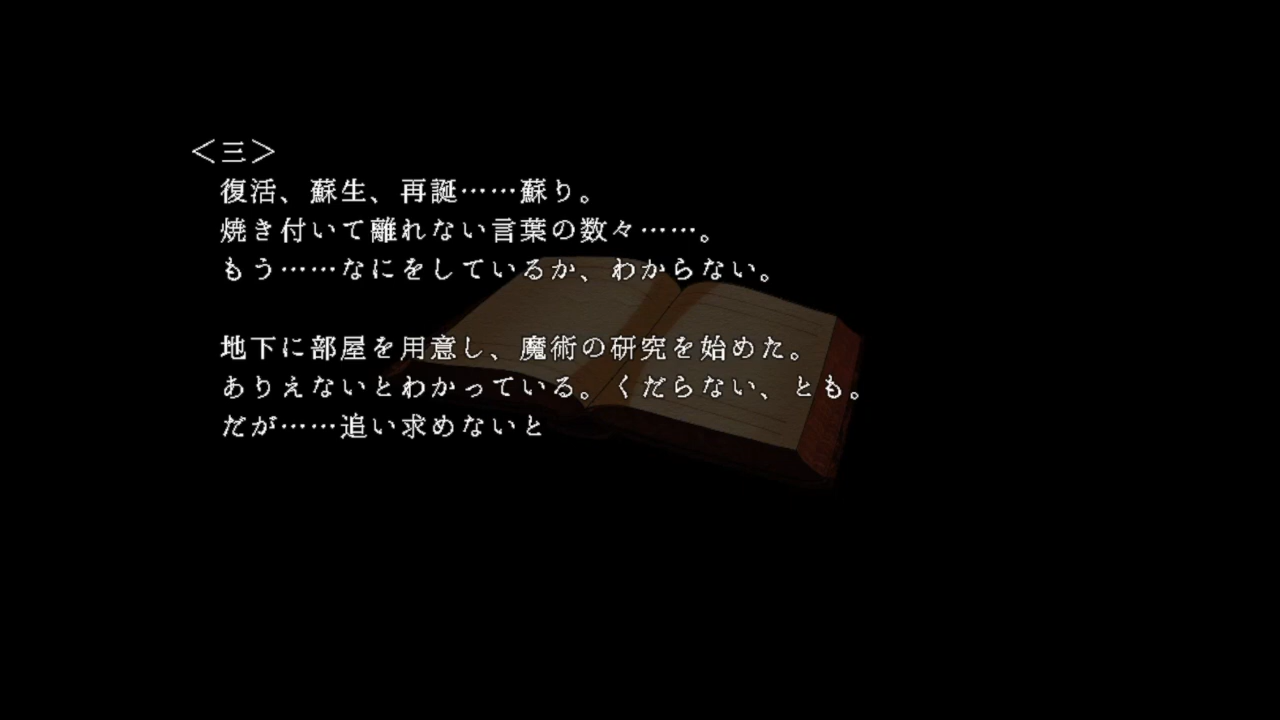 ＜三＞
復活、蘇生、再誕……蘇り。
焼き付いて離れない言葉の数々……。
もう……なにをしているか、わからない。
地下に部屋を用意し、魔術の研究を始めた。
ありえないとわかっている。くだらない、とも。
だが……追い求めないと